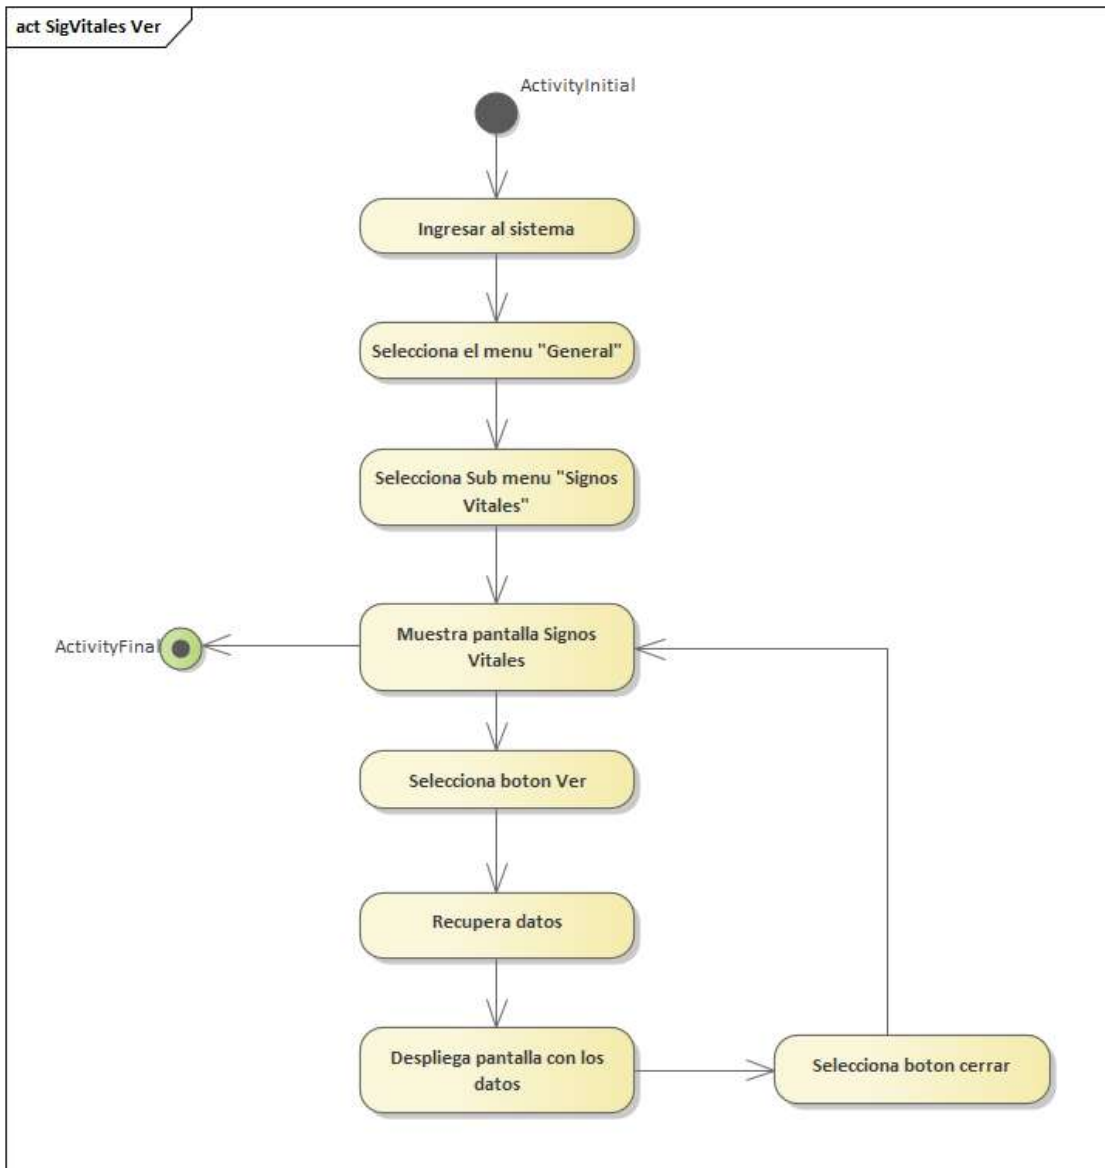 act SigVitales Ver
ActivityInitial
Ingresar al sistema
Selecciona el menu "General"
Selecciona Sub menu "Signos
Vitales"
Muestra pantalla Signos
Vitales
ActivityFinal
Selecciona boton Ver
Recupera datos
Despliega pantalla con los
datos
Selecciona boton cerrar